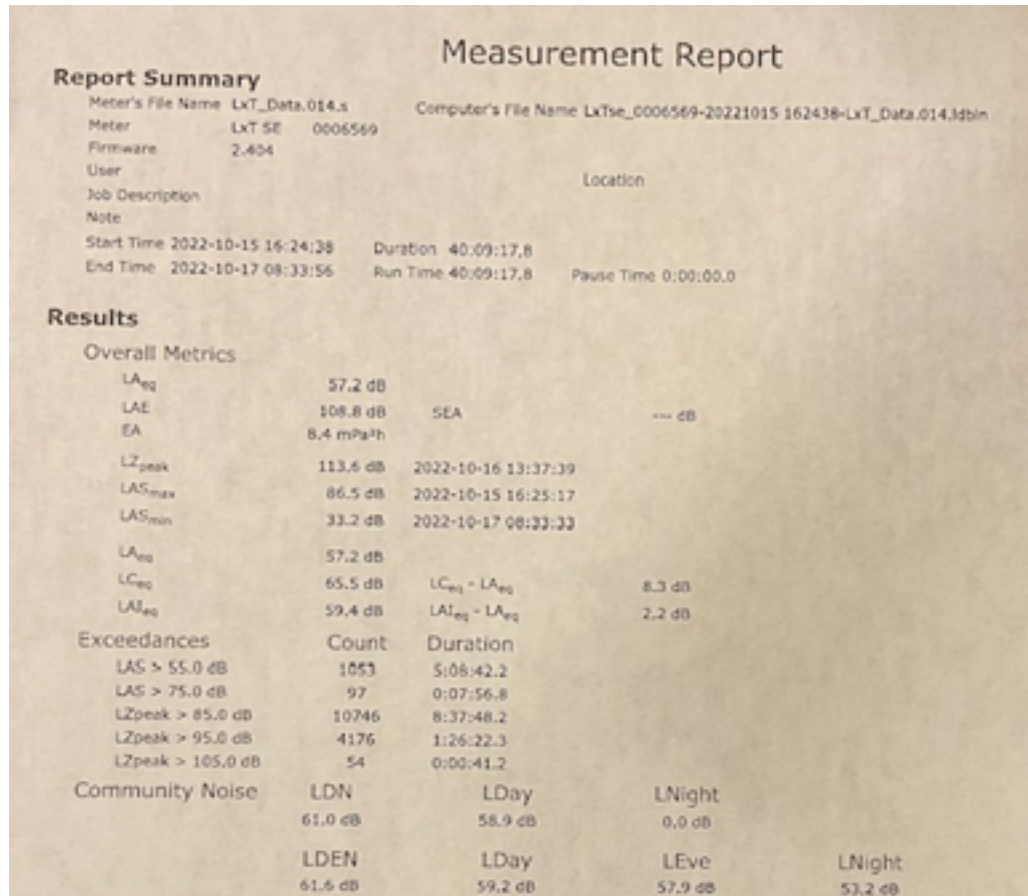 Measurement Report
Report Summary
Meter's File Name LxT_Data.014.s Computer's File Name LxTse_0006569-20221015 162438-LxT_Data.014.ldbin
Meter LxT SE 0006569
Firmware 2.404
User Location
Job Description
Note
Start Time 2022-10-15 16:24:38 Duration 40:09:17.8
End Time 2022-10-17 08:33:56 Run Time 40:09:17.8 Pause Time 0:00:00.0
Results
Overall Metrics
LAeq 57.2 dB
LAE 108.8 dB SEA --- dB
EA 8.4 mPa²h
LZpeak 113.6 dB 2022-10-16 13:37:39
LASmax 86.5 dB 2022-10-15 16:25:17
LASmin 33.2 dB 2022-10-17 08:33:33
LAeq 57.2 dB
LCeq 65.5 dB LCeq - LAeq 8.3 dB
LAIeq 59.4 dB LAIeq - LAeq 2.2 dB
Exceedances Count Duration
LAS > 55.0 dB 1053 5:08:42.2
LAS > 75.0 dB 97 0:07:56.8
LZpeak > 85.0 dB 10746 8:37:48.2
LZpeak > 95.0 dB 4176 1:26:22.3
LZpeak > 105.0 dB 54 0:00:41.2
Community Noise LDN LDay LNight
61.0 dB 58.9 dB 0.0 dB
LDEN LDay LEve LNight
61.6 dB 59.2 dB 57.9 dB 53.2 dB